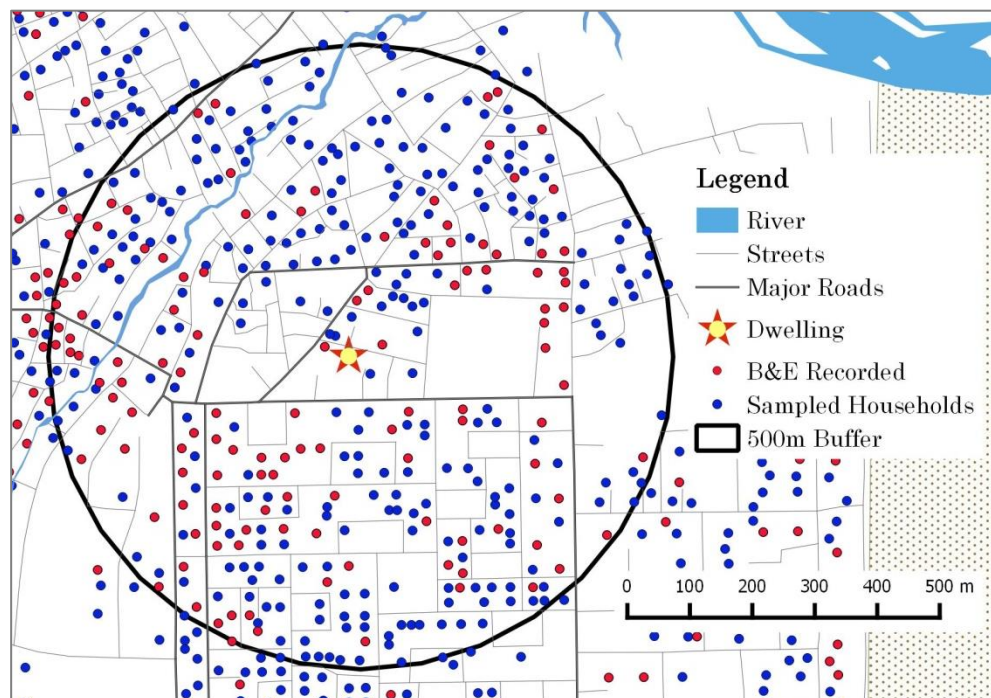 Legend
River
Streets
Major Roads
Dwelling
B&E Recorded
Sampled Households
500m Buffer
0 100 200 300 400 500 m